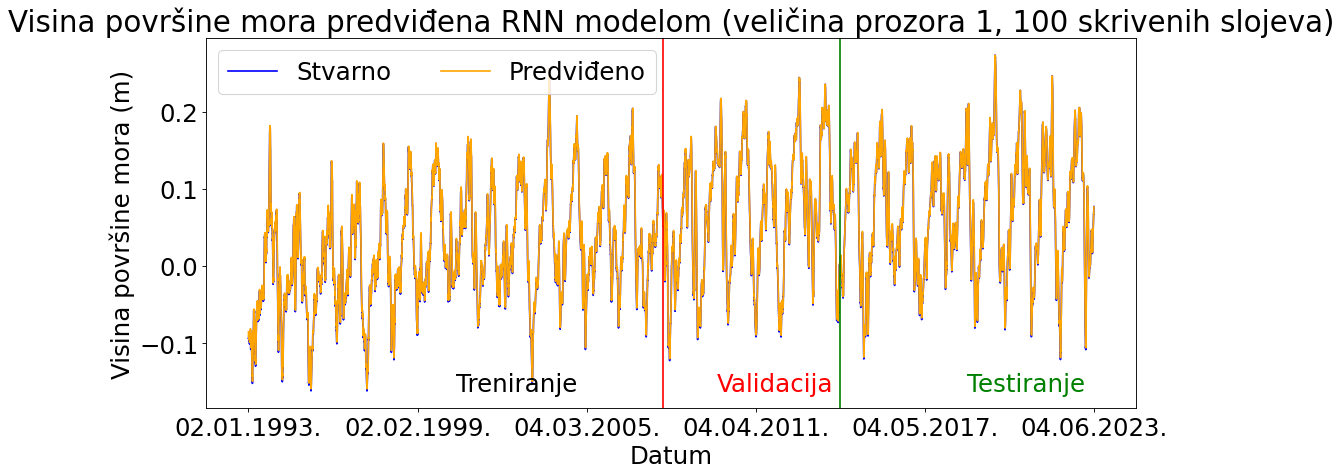 Visina površine mora predviđena RNN modelom (veličina prozora 1, 100 skrivenih slojeva)
Stvarno Predviđeno
Visina površine mora (m)
0.2
0.1
0.0
−0.1
Treniranje Validacija Testiranje
02.01.1993. 02.02.1999. 04.03.2005. 04.04.2011. 04.05.2017. 04.06.2023.
Datum